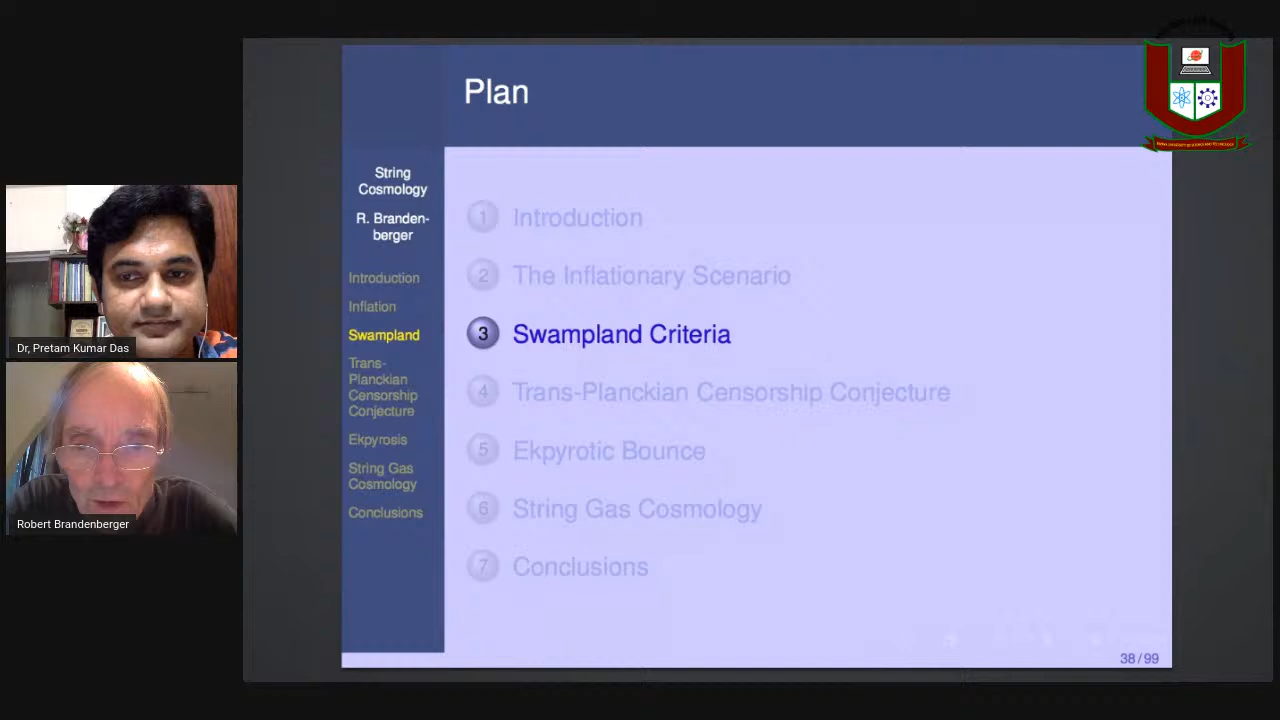 Plan
String
Cosmology
R. Branden-
berger
Introduction
Inflation
Swampland
Trans-
Planckian
Censorship
Conjecture
Ekpyrosis
String Gas
Cosmology
Conclusions
1 Introduction
2 The Inflationary Scenario
3 Swampland Criteria
4 Trans-Planckian Censorship Conjecture
5 Ekpyrotic Bounce
6 String Gas Cosmology
7 Conclusions
38/99
Dr, Pretam Kumar Das
Robert Brandenberger